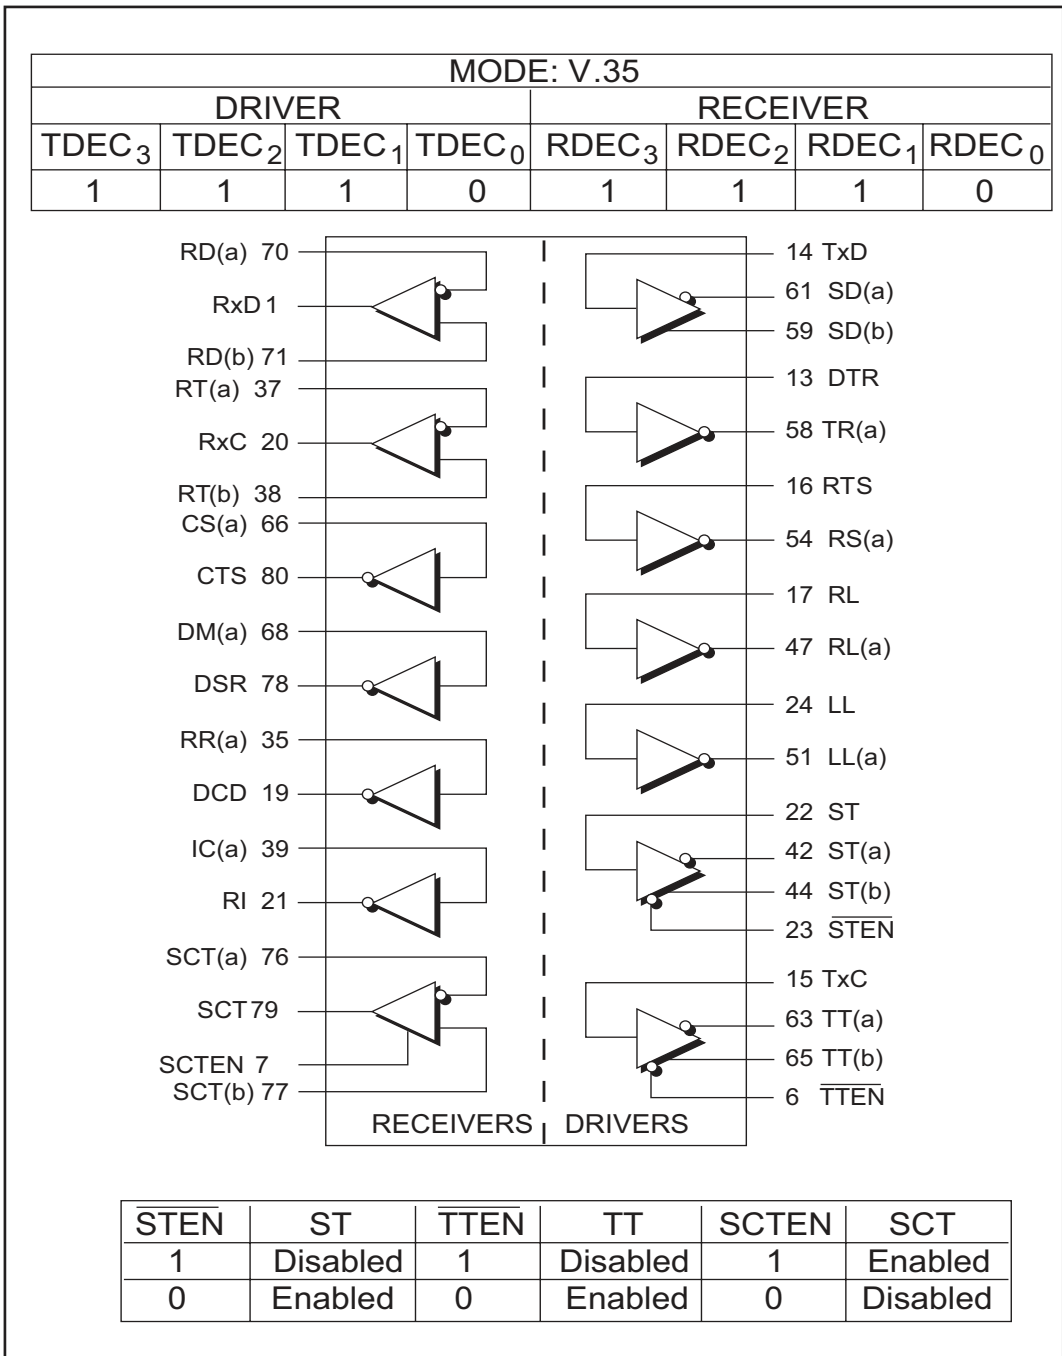 MODE: V.35
DRIVER RECEIVER
TDEC3 TDEC2 TDEC1 TDEC0 RDEC3 RDEC2 RDEC1 RDEC0
1 1 1 0 1 1 1 0
RD(a) 70
RxD 1
RD(b) 71
RT(a) 37
RxC 20
RT(b) 38
CS(a) 66
CTS 80
DM(a) 68
DSR 78
RR(a) 35
DCD 19
IC(a) 39
RI 21
SCT(a) 76
SCT 79
SCTEN 7
SCT(b) 77
14 TxD
61 SD(a)
59 SD(b)
13 DTR
58 TR(a)
16 RTS
54 RS(a)
17 RL
47 RL(a)
24 LL
51 LL(a)
22 ST
42 ST(a)
44 ST(b)
23 S̅T̅E̅N̅
15 TxC
63 TT(a)
65 TT(b)
6 T̅T̅E̅N̅
RECEIVERS DRIVERS
S̅T̅E̅N̅ ST T̅T̅E̅N̅ TT SCTEN SCT
1 Disabled 1 Disabled 1 Enabled
0 Enabled 0 Enabled 0 Disabled